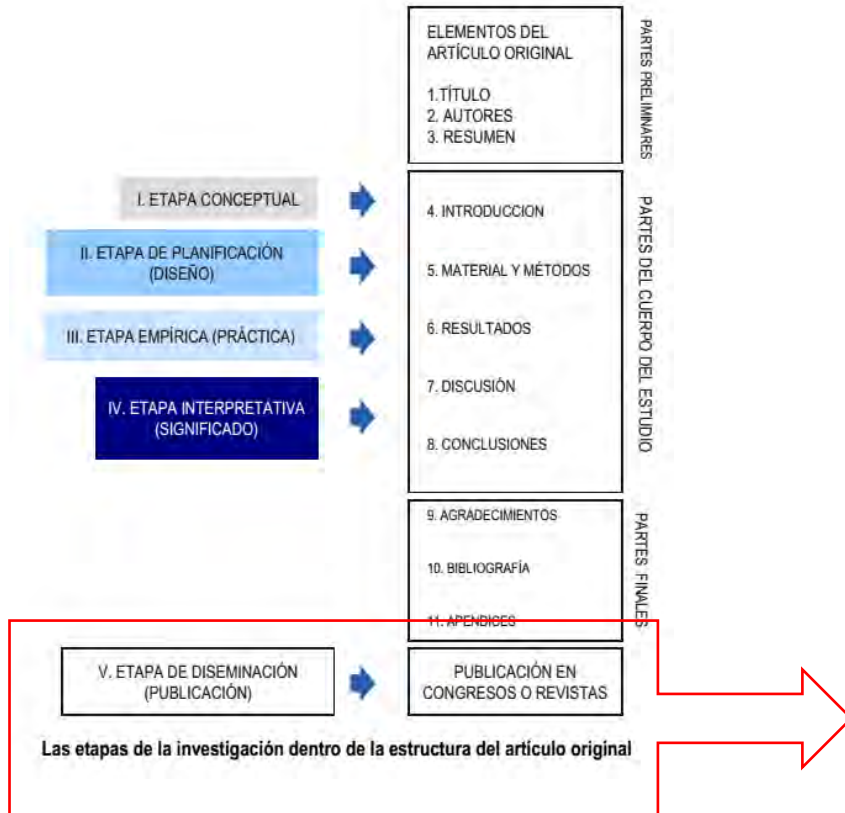 ELEMENTOS DEL
ARTÍCULO ORIGINAL
1.TÍTULO
2. AUTORES
3. RESUMEN
PARTES PRELIMINARES
I. ETAPA CONCEPTUAL
4. INTRODUCCION
II. ETAPA DE PLANIFICACIÓN
(DISEÑO)
5. MATERIAL Y MÉTODOS
III. ETAPA EMPÍRICA (PRÁCTICA)
6. RESULTADOS
IV. ETAPA INTERPRETATIVA
(SIGNIFICADO)
7. DISCUSIÓN
8. CONCLUSIONES
PARTES DEL CUERPO DEL ESTUDIO
9. AGRADECIMIENTOS
10. BIBLIOGRAFÍA
11. APENDICES
PARTES FINALES
V. ETAPA DE DISEMINACIÓN
(PUBLICACIÓN)
PUBLICACIÓN EN
CONGRESOS O REVISTAS
Las etapas de la investigación dentro de la estructura del artículo original